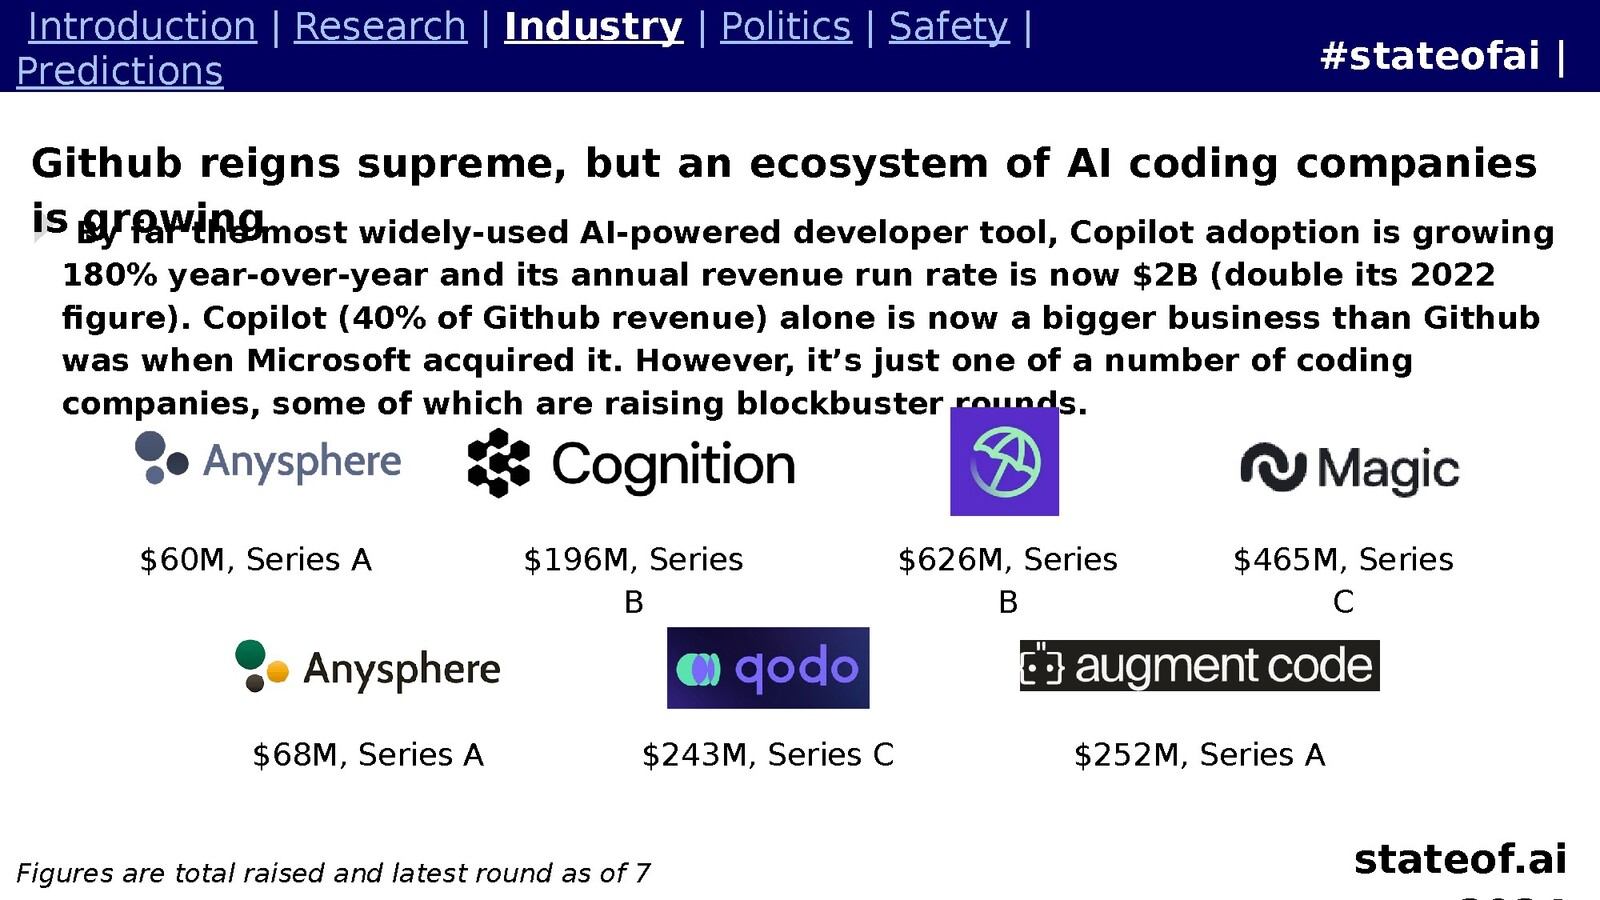 Introduction | Research | Industry | Politics | Safety |
Predictions
#stateofai |
Github reigns supreme, but an ecosystem of AI coding companies
is growing
By far the most widely-used AI-powered developer tool, Copilot adoption is growing
180% year-over-year and its annual revenue run rate is now $2B (double its 2022
figure). Copilot (40% of Github revenue) alone is now a bigger business than Github
was when Microsoft acquired it. However, it’s just one of a number of coding
companies, some of which are raising blockbuster rounds.
Anysphere
Cognition
Magic
$60M, Series A
$196M, Series
B
$626M, Series
B
$465M, Series
C
Anysphere
qodo
augment code
$68M, Series A
$243M, Series C
$252M, Series A
Figures are total raised and latest round as of 7
stateof.ai